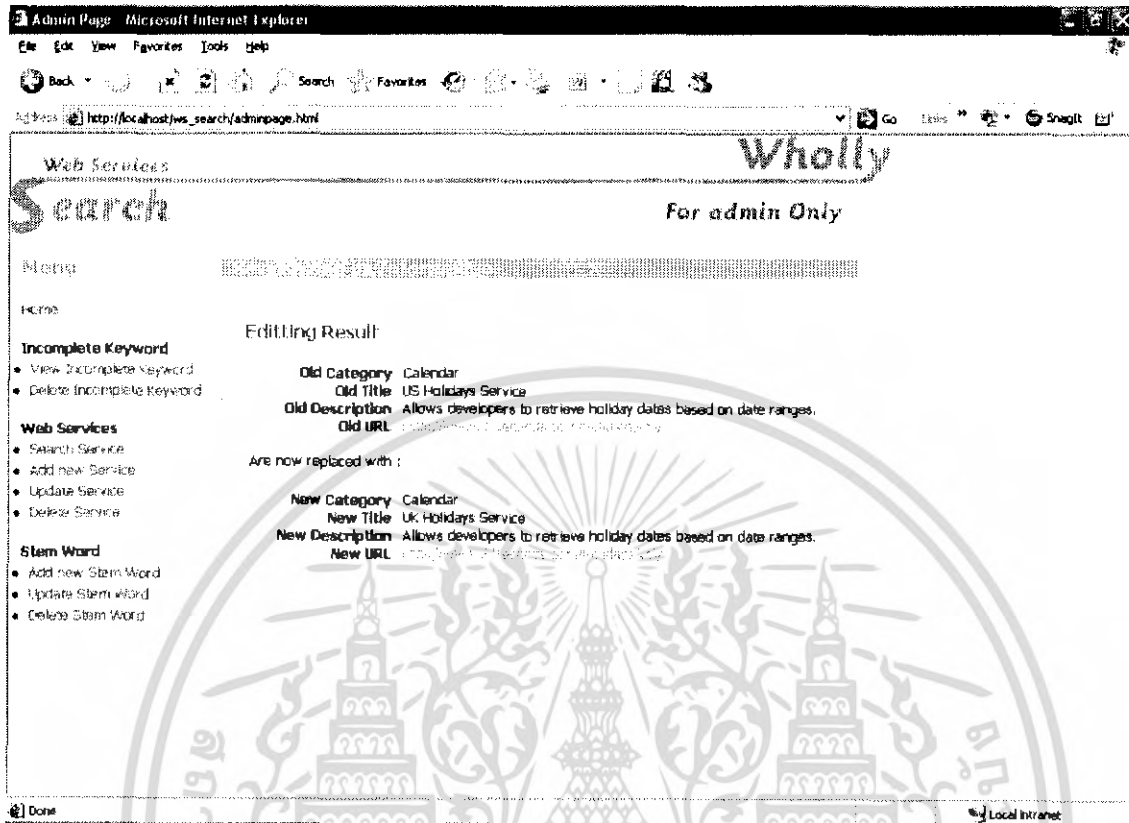 Admin Page Microsoft Internet Explorer
File Edit View Favorites Tools Help
Back Search Favorites
Address http://localhost/ws_search/adminpage.html Go Links » SnagIt
Web Services
Search
Wholly
For admin Only
Menu
Home
Incomplete Keyword
View Incomplete Keyword
Delete Incomplete Keyword
Web Services
Search Service
Add new Service
Update Service
Delete Service
Stem Word
Add new Stem Word
Update Stem Word
Delete Stem Word
Editting Result
Old Category Calendar
Old Title US Holidays Service
Old Description Allows developers to retrieve holiday dates based on date ranges.
Old URL
Are now replaced with :
New Category Calendar
New Title UK Holidays Service
New Description Allows developers to retrieve holiday dates based on date ranges.
New URL
Done Local intranet